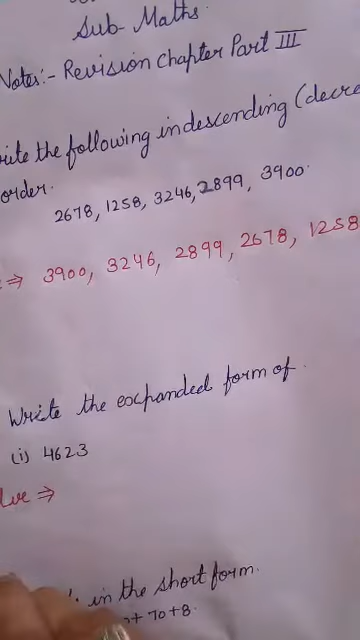 Sub- Maths
Notes:- Revision Chapter Part III
the following in descending (decre
order.
2678, 1258, 3246, 2899, 3900.
⇒ 3900, 3246, 2899, 2678, 1258
Write the expanded form of
(i) 4623
⇒
in the short form.
+ 70+8.